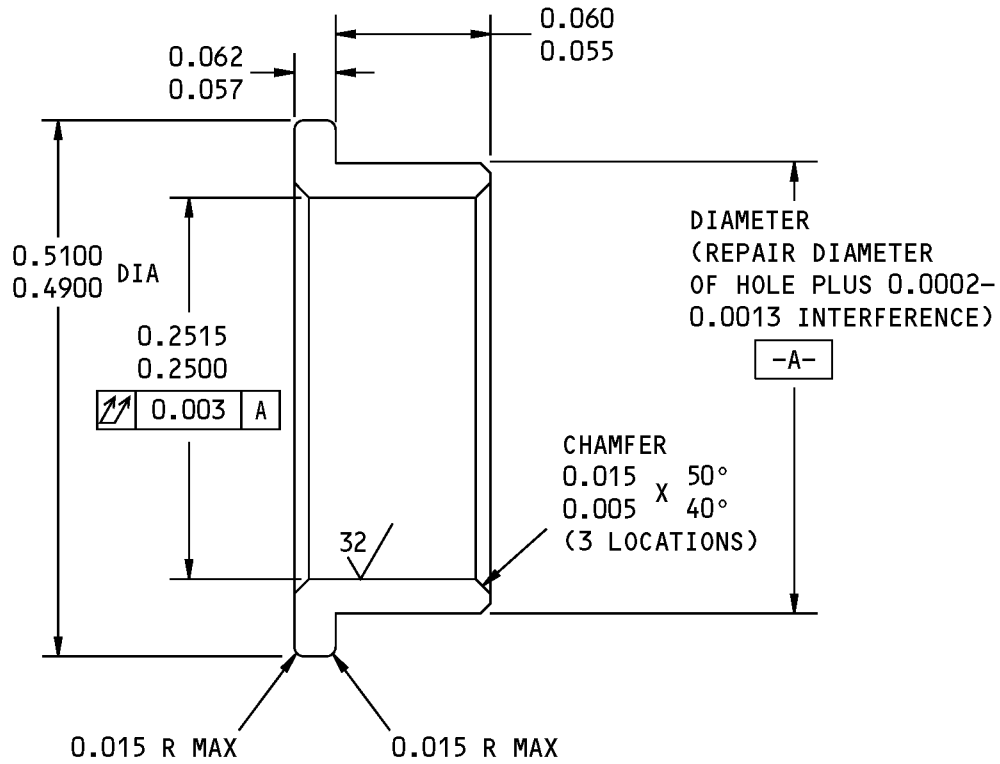 0.060
0.055
0.062
0.057
DIAMETER
(REPAIR DIAMETER
OF HOLE PLUS 0.0002-
0.0013 INTERFERENCE)
-A-
0.5100
0.4900 DIA
0.2515
0.2500
0.003 A
CHAMFER
0.015 X 50°
0.005 40°
(3 LOCATIONS)
32
0.015 R MAX
0.015 R MAX